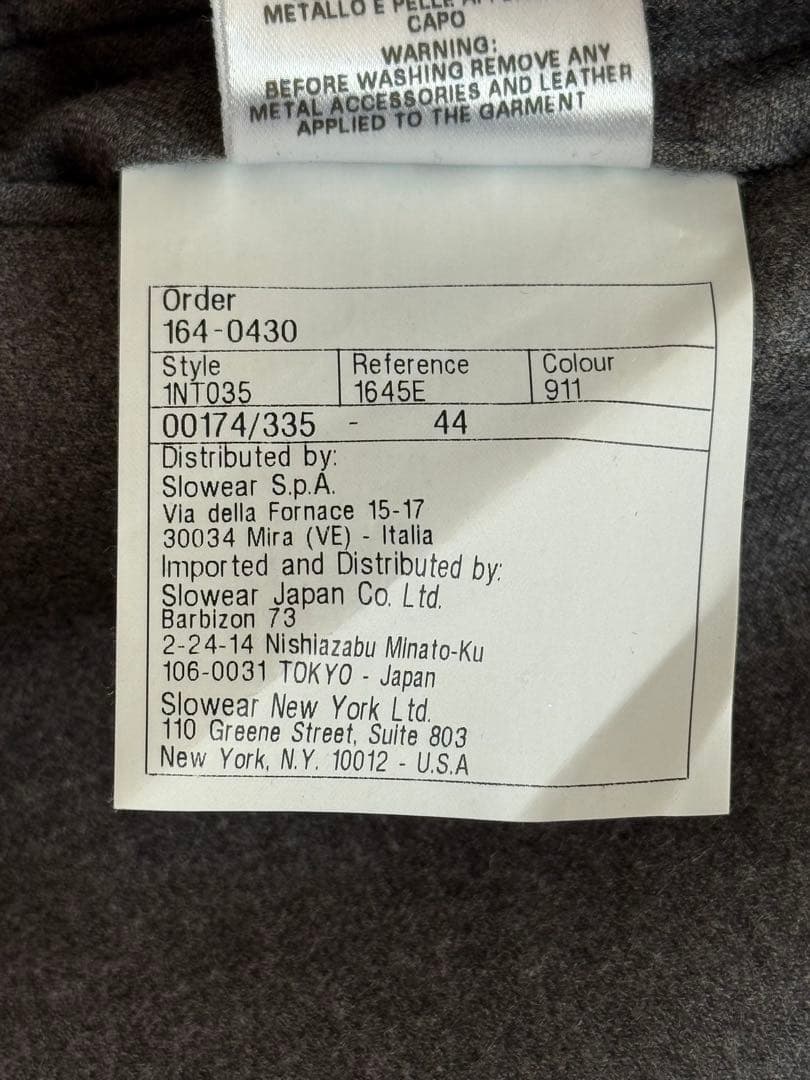 METALLO E PELLE
CAPO
WARNING:
BEFORE WASHING REMOVE ANY
METAL ACCESSORIES AND LEATHER
APPLIED TO THE GARMENT
Order
164-0430
Style Reference Colour
1NT035 1645E 911
00174/335 - 44
Distributed by:
Slowear S.p.A.
Via della Fornace 15-17
30034 Mira (VE) - Italia
Imported and Distributed by:
Slowear Japan Co. Ltd.
Barbizon 73
2-24-14 Nishiazabu Minato-Ku
106-0031 TOKYO - Japan
Slowear New York Ltd.
110 Greene Street, Suite 803
New York, N.Y. 10012 - U.S.A